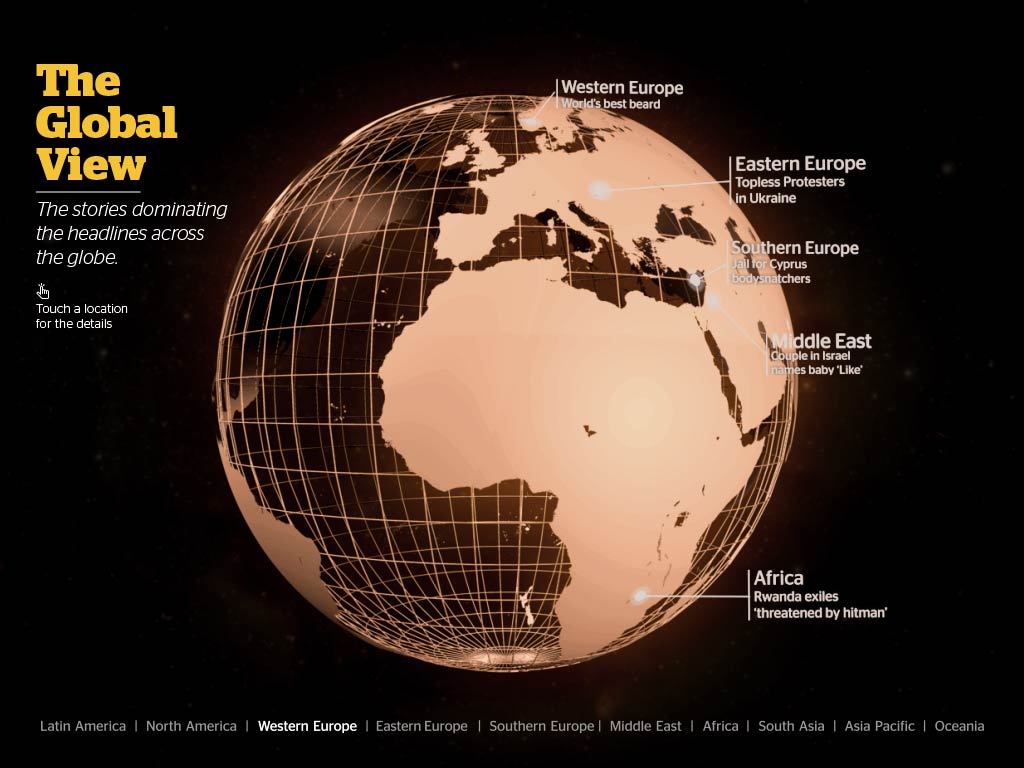 The
Global
View
The stories dominating
the headlines across
the globe.
Touch a location
for the details
Western Europe
World's best beard
Eastern Europe
Topless Protesters
in Ukraine
Southern Europe
Jail for Cyprus
bodysnatchers
Middle East
Couple in Israel
names baby 'Like'
Africa
Rwanda exiles
'threatened by hitman'
Latin America | North America | Western Europe | Eastern Europe | Southern Europe | Middle East | Africa | South Asia | Asia Pacific | Oceania